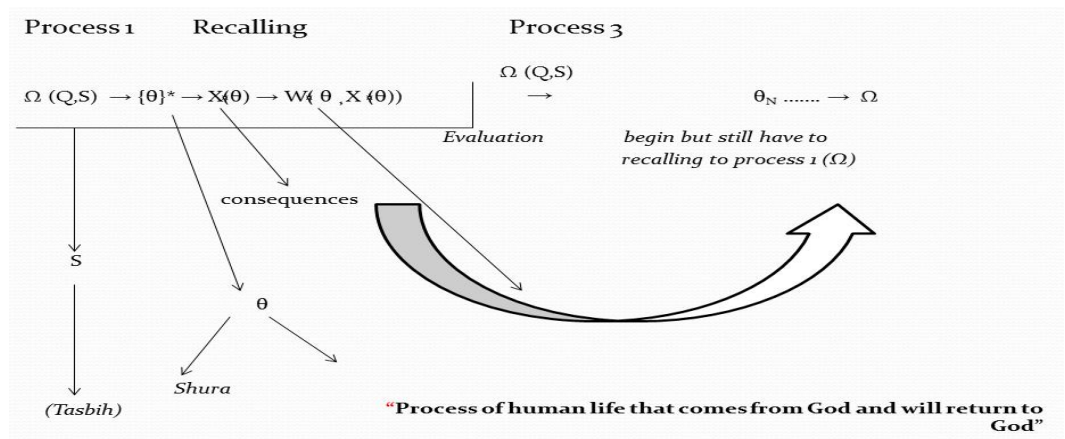 Process 1 Recalling Process 3
Ω (Q,S)
Ω (Q,S) → {θ}* → X(θ) → W( θ ,X (θ)) → θN ....... → Ω
Evaluation begin but still have to
recalling to process 1 (Ω)
consequences
S
θ
Shura
(Tasbih)
“Process of human life that comes from God and will return to
God”